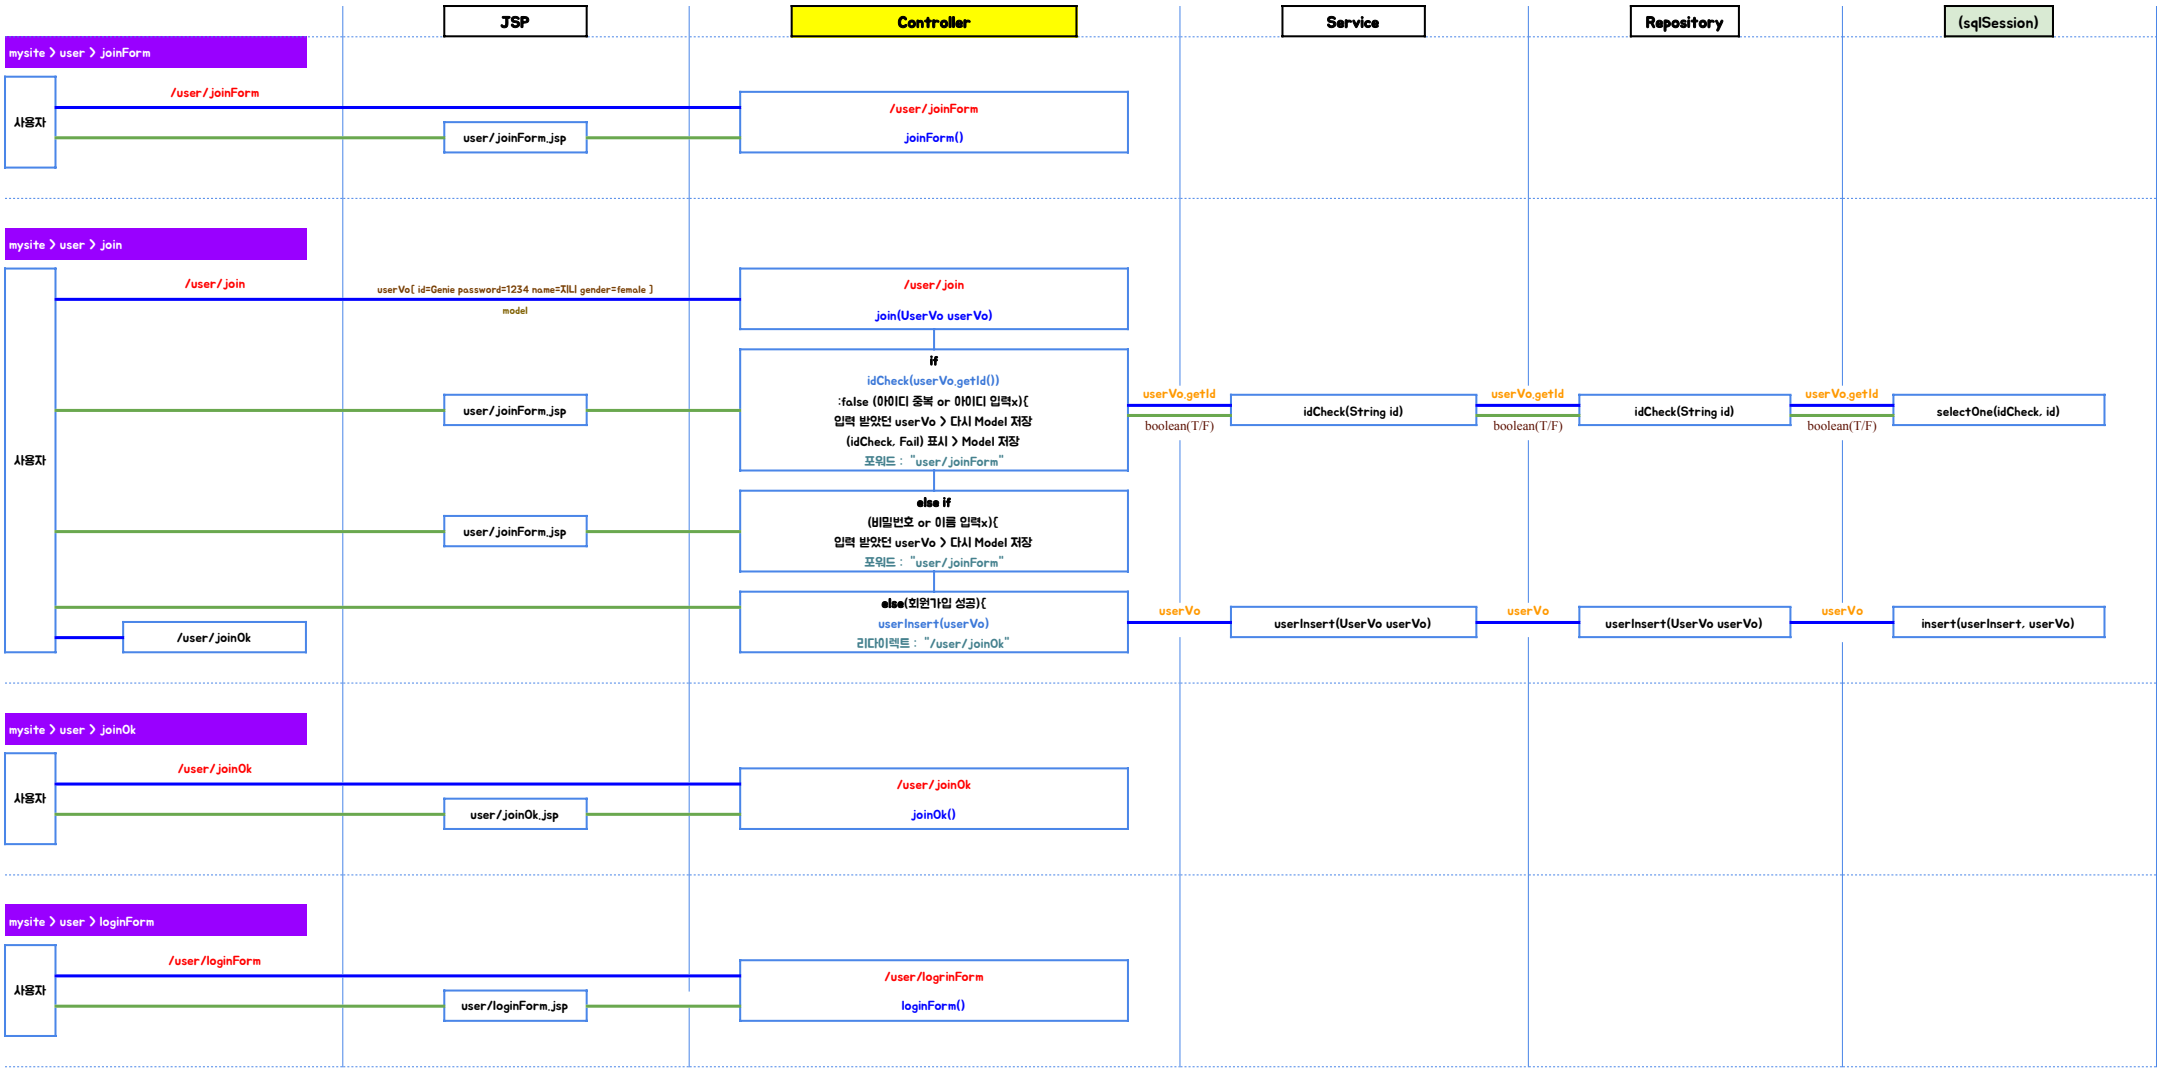 JSP
Controller
Service
Repository
(sqlSession)
mysite > user > joinForm
사용자
/user/joinForm
user/joinForm.jsp
/user/joinForm
joinForm()
mysite > user > join
사용자
/user/join
userVo[ id=Genie password=1234 name=지니 gender=female ]
model
/user/join
join(UserVo userVo)
user/joinForm.jsp
if
idCheck(userVo.getId())
:false (아이디 중복 or 아이디 입력x){
입력 받았던 userVo > 다시 Model 저장
(idCheck, Fail) 표시 > Model 저장
포워드 : "user/joinForm"
userVo.getId
boolean(T/F)
idCheck(String id)
userVo.getId
boolean(T/F)
idCheck(String id)
userVo.getId
boolean(T/F)
selectOne(idCheck, id)
user/joinForm.jsp
else if
(비밀번호 or 이름 입력x){
입력 받았던 userVo > 다시 Model 저장
포워드 : "user/joinForm"
/user/joinOk
else(회원가입 성공){
userInsert(userVo)
리다이렉트 : "/user/joinOk"
userVo
userInsert(UserVo userVo)
userVo
userInsert(UserVo userVo)
userVo
insert(userInsert, userVo)
mysite > user > joinOk
사용자
/user/joinOk
user/joinOk.jsp
/user/joinOk
joinOk()
mysite > user > loginForm
사용자
/user/loginForm
user/loginForm.jsp
/user/logrinForm
loginForm()